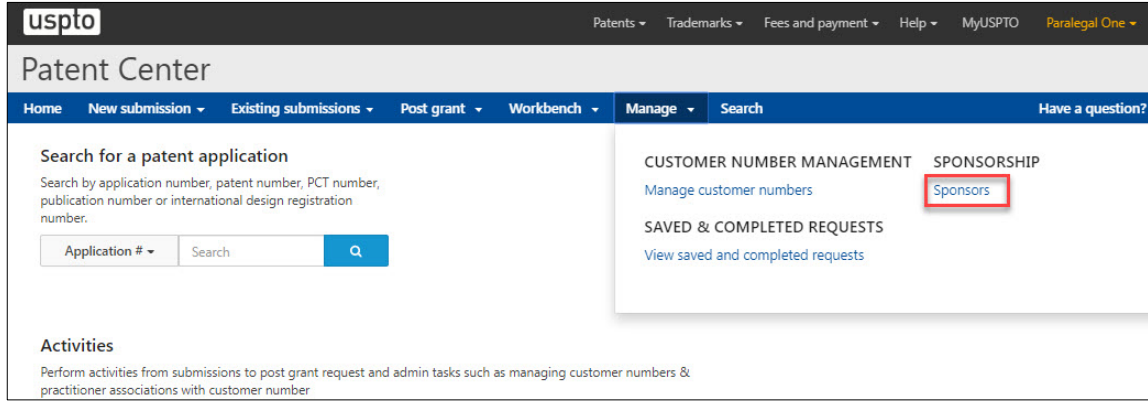 uspto
Patents Trademarks Fees and payment Help MyUSPTO Paralegal One
Patent Center
Home New submission Existing submissions Post grant Workbench Manage Search Have a question?
Search for a patent application
Search by application number, patent number, PCT number,
publication number or international design registration
number.
Application # Search
CUSTOMER NUMBER MANAGEMENT
Manage customer numbers
SAVED & COMPLETED REQUESTS
View saved and completed requests
SPONSORSHIP
Sponsors
Activities
Perform activities from submissions to post grant request and admin tasks such as managing customer numbers &
practitioner associations with customer number